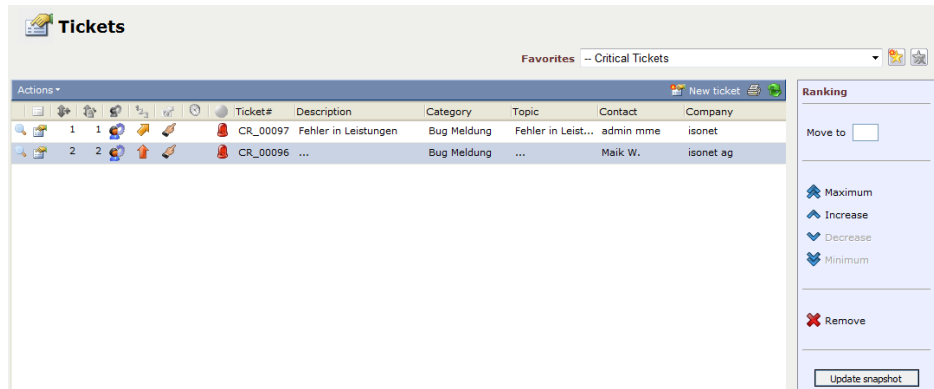 Tickets
Favorites -- Critical Tickets
Actions New ticket
Ticket# Description Category Topic Contact Company
1 1 CR_00097 Fehler in Leistungen Bug Meldung Fehler in Leist... admin mme isonet
2 2 CR_00096 ... Bug Meldung ... Maik W. isonet ag
Ranking
Move to
Maximum
Increase
Decrease
Minimum
Remove
Update snapshot